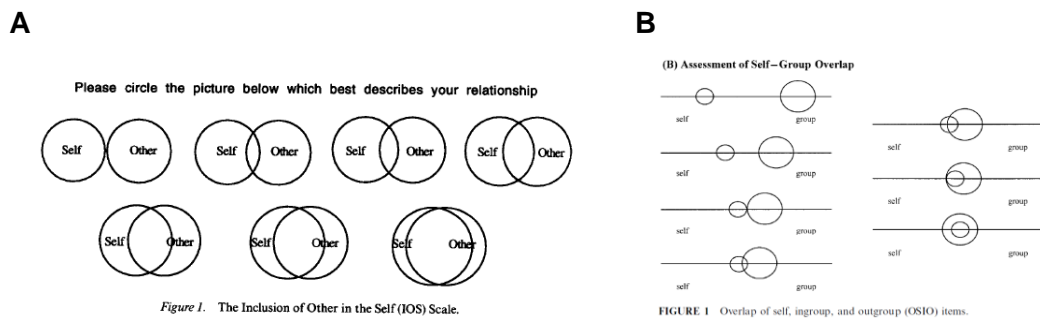 A
Please circle the picture below which best describes your relationship
Self Other Self Other Self Other Self Other
Self Other Self Other Self Other
Figure 1. The Inclusion of Other in the Self (IOS) Scale.
B
(B) Assessment of Self–Group Overlap
self group
self group
self group
self group
self group
self group
self group
FIGURE 1 Overlap of self, ingroup, and outgroup (OSIO) items.